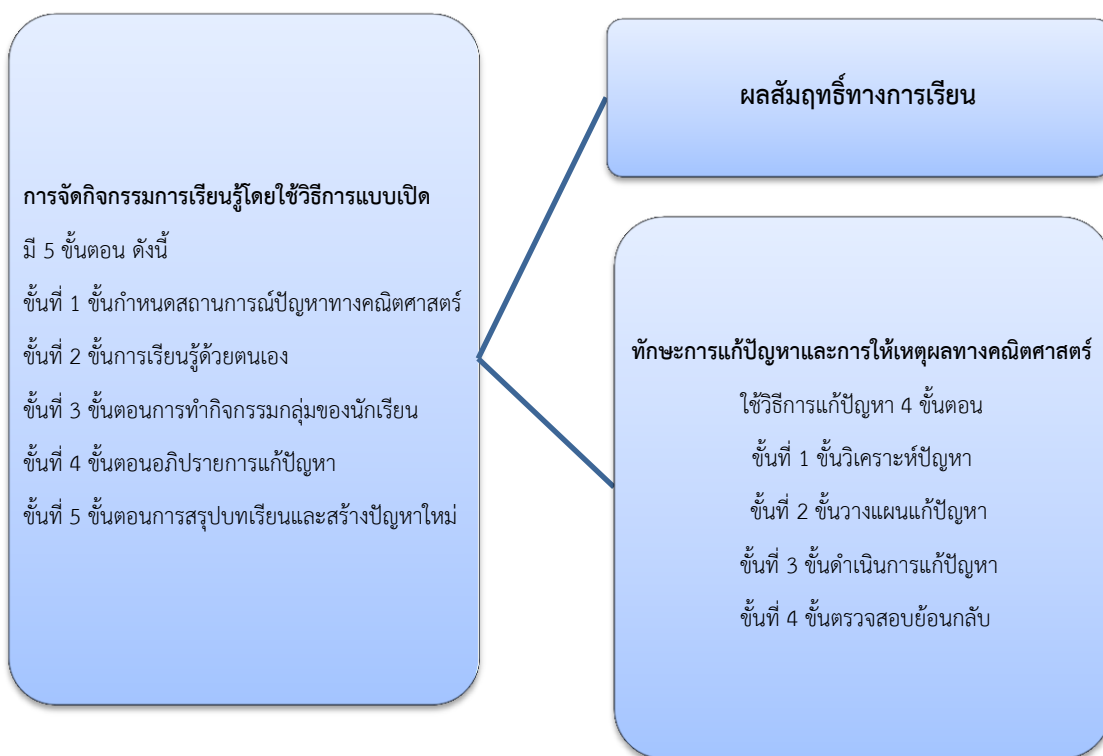 การจัดกิจกรรมการเรียนรู้โดยใช้วิธีการแบบเปิด
มี 5 ขั้นตอน ดังนี้
ขั้นที่ 1 ขั้นกำหนดสถานการณ์ปัญหาทางคณิตศาสตร์
ขั้นที่ 2 ขั้นการเรียนรู้ด้วยตนเอง
ขั้นที่ 3 ขั้นตอนการทำกิจกรรมกลุ่มของนักเรียน
ขั้นที่ 4 ขั้นตอนอภิปรายการแก้ปัญหา
ขั้นที่ 5 ขั้นตอนการสรุปบทเรียนและสร้างปัญหาใหม่
ผลสัมฤทธิ์ทางการเรียน
ทักษะการแก้ปัญหาและการให้เหตุผลทางคณิตศาสตร์
ใช้วิธีการแก้ปัญหา 4 ขั้นตอน
ขั้นที่ 1 ขั้นวิเคราะห์ปัญหา
ขั้นที่ 2 ขั้นวางแผนแก้ปัญหา
ขั้นที่ 3 ขั้นดำเนินการแก้ปัญหา
ขั้นที่ 4 ขั้นตรวจสอบย้อนกลับ